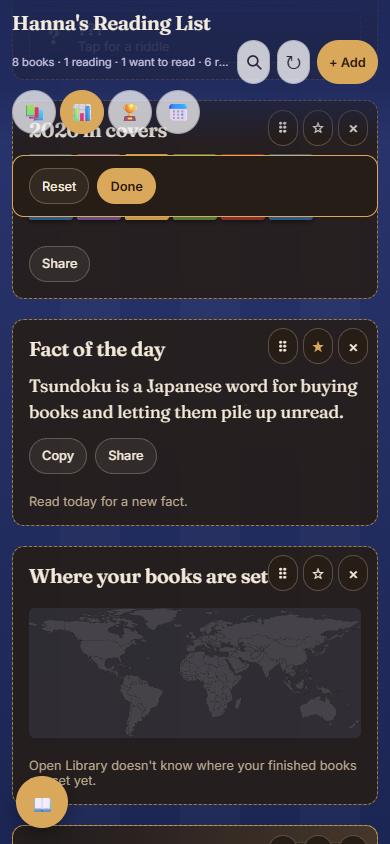 Hanna's Reading List
Tap for a riddle
8 books · 1 reading · 1 want to read · 6 r...
+ Add
2026 in covers
Reset
Done
Share
Fact of the day
Tsundoku is a Japanese word for buying
books and letting them pile up unread.
Copy
Share
Read today for a new fact.
Where your books are set
Open Library doesn't know where your finished books
set yet.